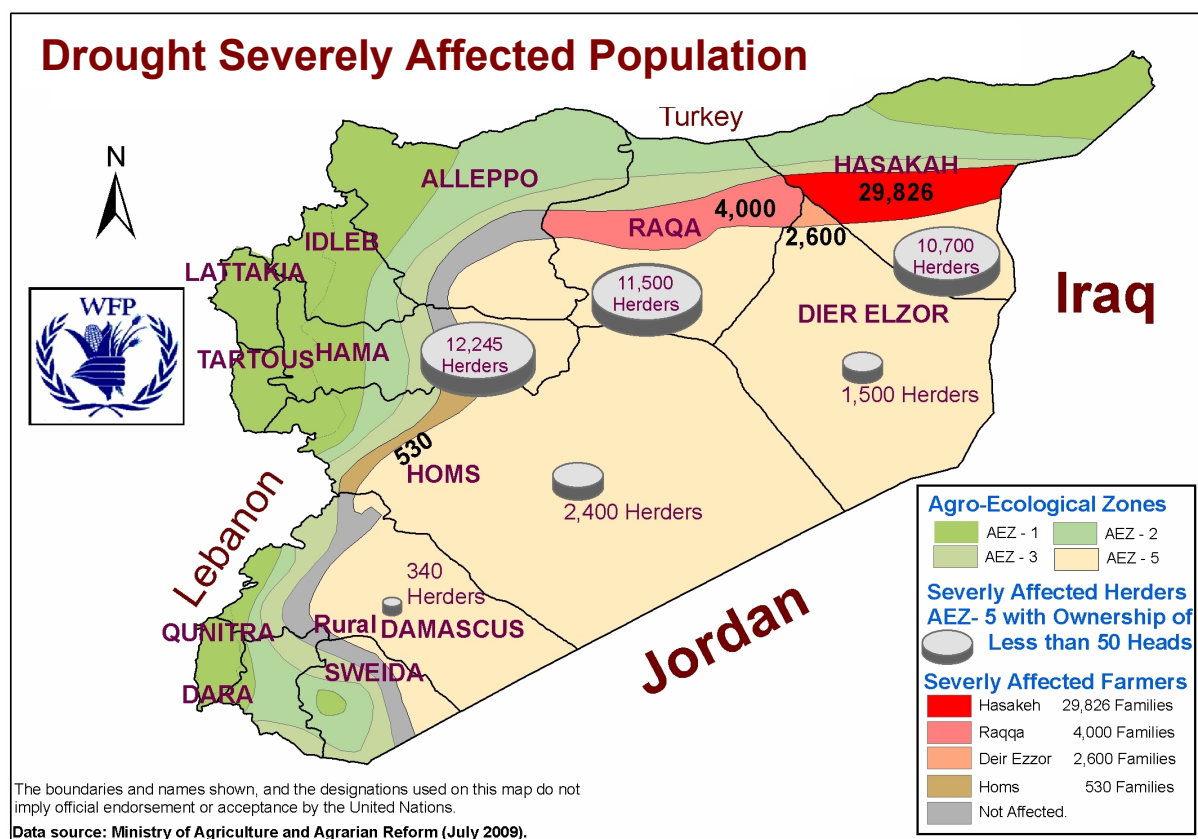 Drought Severely Affected Population
Turkey
N
ALLEPPO
HASAKAH
29,826
4,000
RAQA
2,600
IDLEB
LATTAKIA
10,700
Herders
11,500
Herders
Iraq
WFP
DIER ELZOR
12,245
Herders
TARTOUS
HAMA
1,500 Herders
530
HOMS
2,400 Herders
Lebanon
340
Herders
QUNITRA
Rural DAMASCUS
Jordan
SWEIDA
DARA
Agro-Ecological Zones
AEZ - 1
AEZ - 2
AEZ - 3
AEZ - 5
Severly Affected Herders
AEZ- 5 with Ownership of
Less than 50 Heads
Severly Affected Farmers
Hasakeh 29,826 Families
Raqqa 4,000 Families
Deir Ezzor 2,600 Families
Homs 530 Families
Not Affected.
The boundaries and names shown, and the designations used on this map do not
imply official endorsement or acceptance by the United Nations.
Data source: Ministry of Agriculture and Agrarian Reform (July 2009).